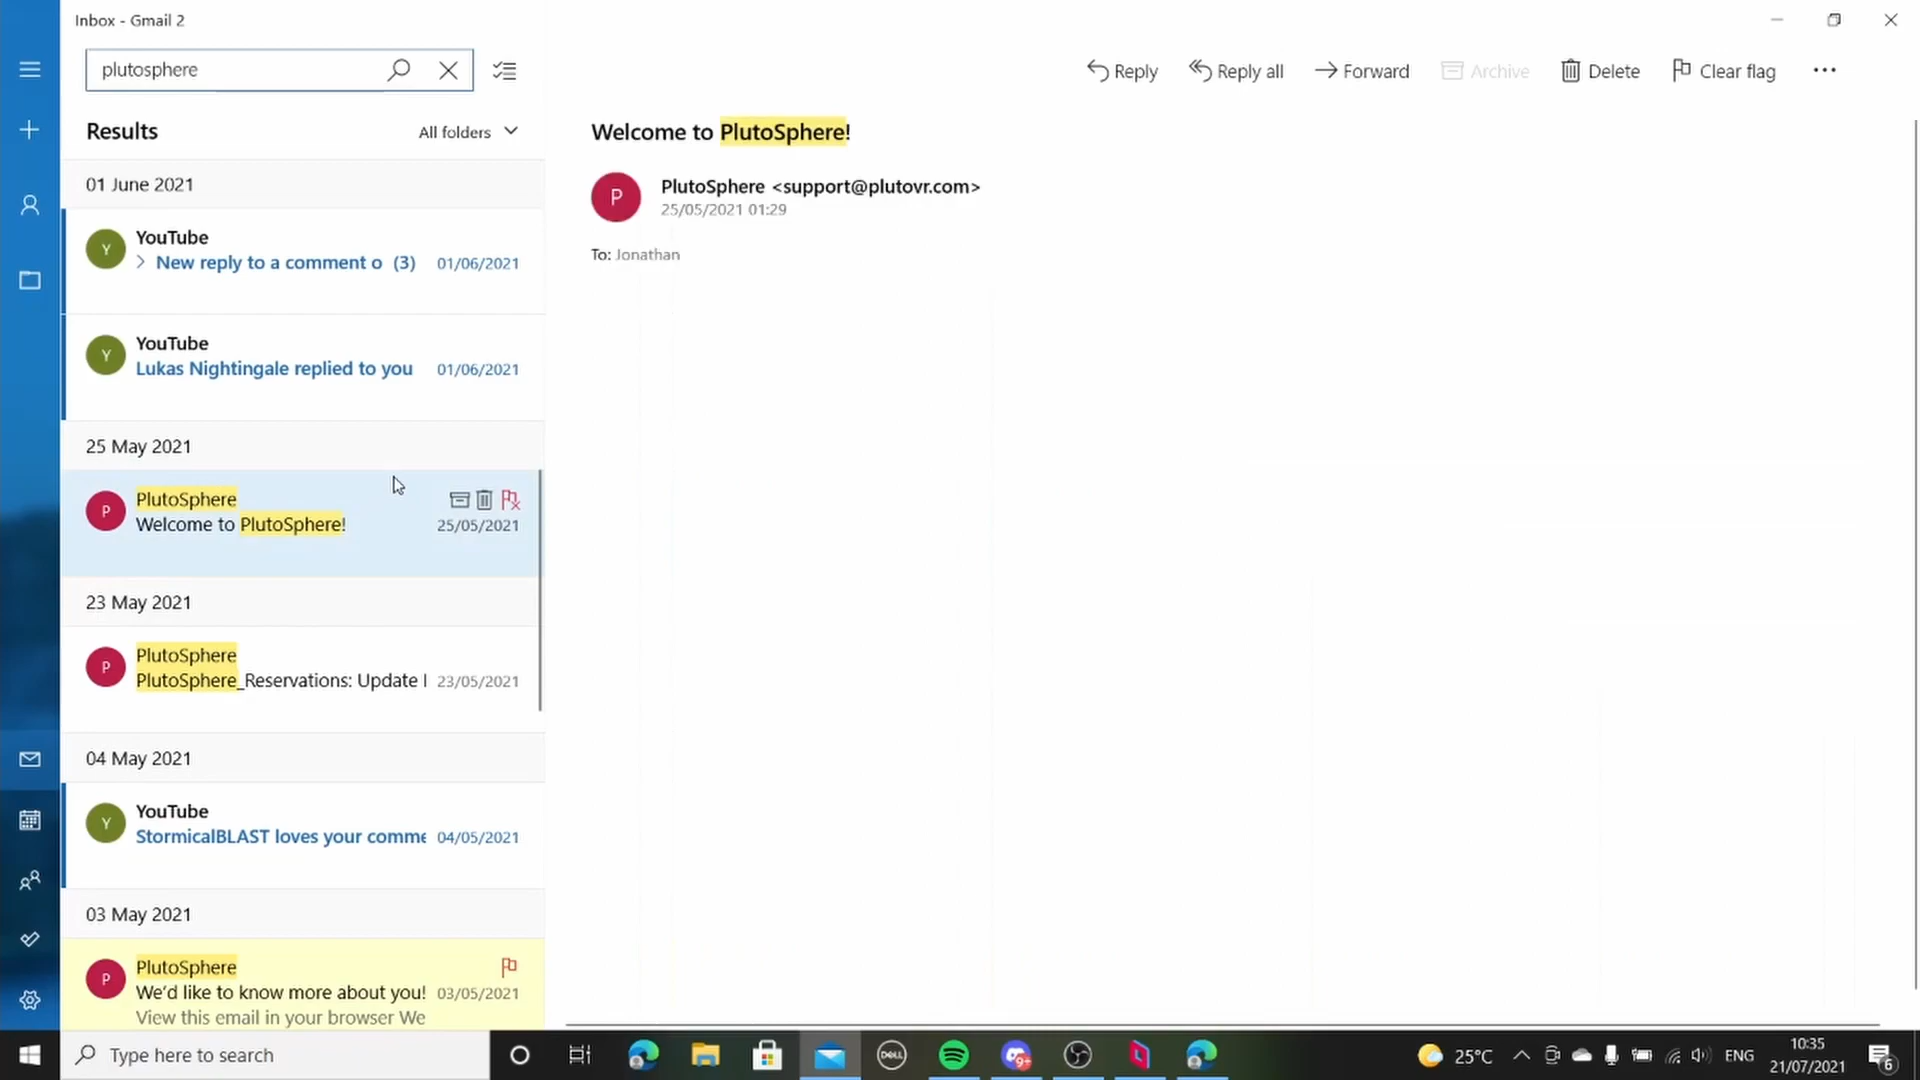 Inbox - Gmail 2
plutosphere
Reply
Reply all
Forward
Archive
Delete
Clear flag
Results
All folders
01 June 2021
Y
YouTube
New reply to a comment o (3) 01/06/2021
Y
YouTube
Lukas Nightingale replied to you 01/06/2021
25 May 2021
P
PlutoSphere
Welcome to PlutoSphere! 25/05/2021
23 May 2021
P
PlutoSphere
PlutoSphere_Reservations: Update 23/05/2021
04 May 2021
Y
YouTube
StormicalBLAST loves your comme 04/05/2021
03 May 2021
P
PlutoSphere
We'd like to know more about you! 03/05/2021
View this email in your browser We
Welcome to PlutoSphere!
P
PlutoSphere <support@plutovr.com>
25/05/2021 01:29
To: Jonathan
Type here to search
DELL
9+
25°C
ENG
10:35
21/07/2021
6